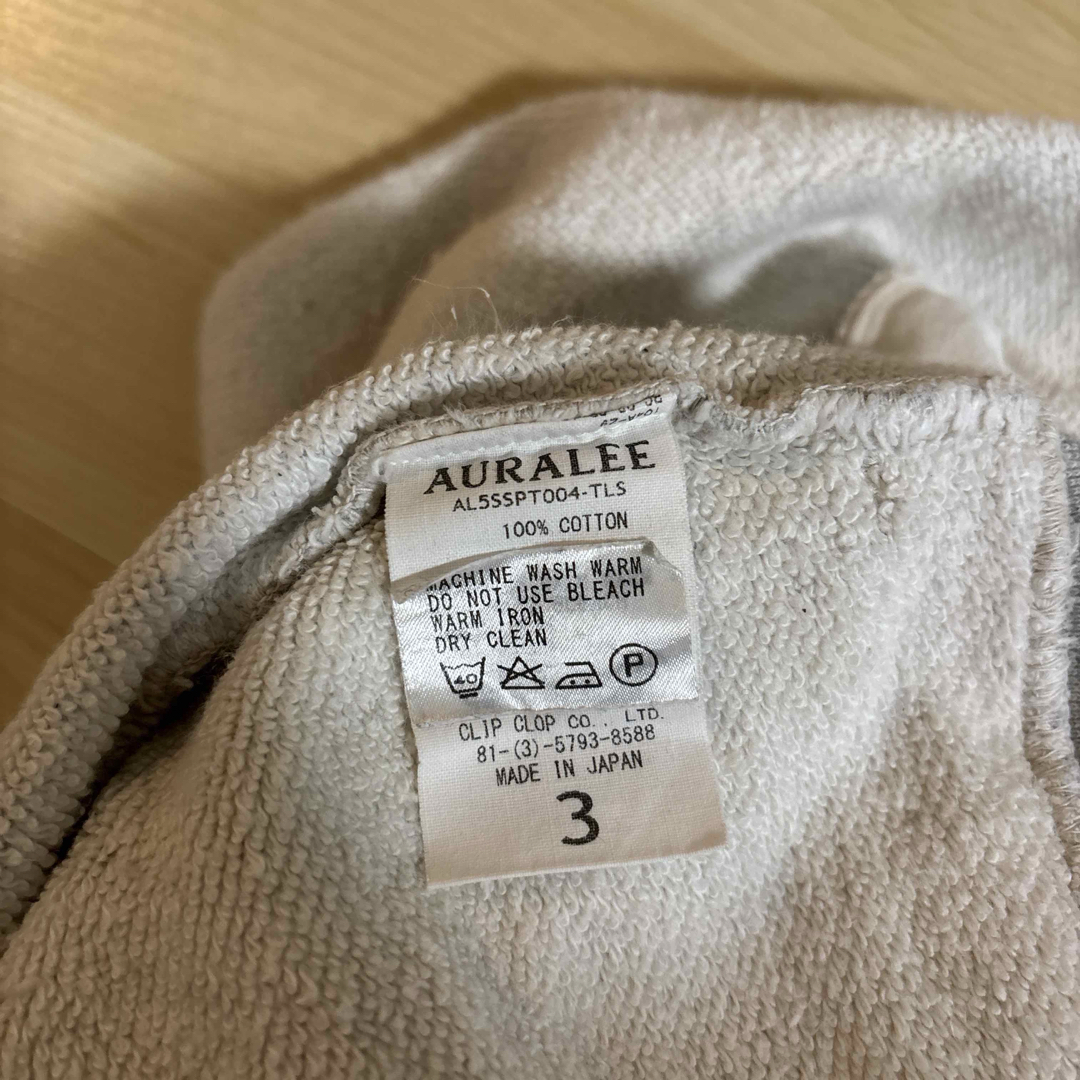 AURALEE
AL5SSPT004-TLS
100% COTTON
MACHINE WASH WARM
DO NOT USE BLEACH
WARM IRON
DRY CLEAN
40 P
CLIP CLOP CO., LTD.
81-(3)-5793-8588
MADE IN JAPAN
3